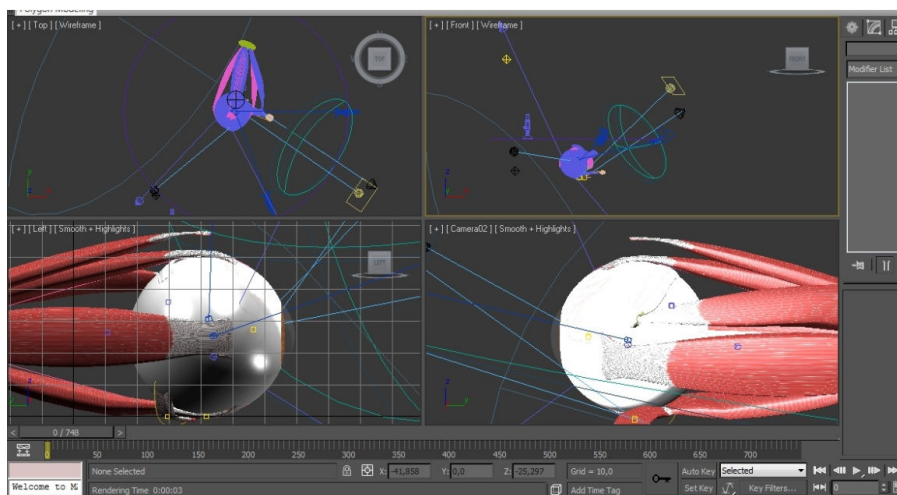 Polygon Modeling
[ + ] [ Top ] [ Wireframe ]
TOP
[ + ] [ Front ] [ Wireframe ]
FRONT
Modifier List
[ + ] [ Left ] [ Smooth + Highlights ]
LEFT
[ + ] [ Camera02 ] [ Smooth + Highlights ]
< 0 / 748 >
0 50 100 150 200 250 300 350 400 450 500 550 600 650 700
None Selected X: -41,858 Y: 0,0 Z: -25,297 Grid = 10,0 Auto Key Selected
Welcome to M Rendering Time 0:00:03 Add Time Tag Set Key Key Filters... 0